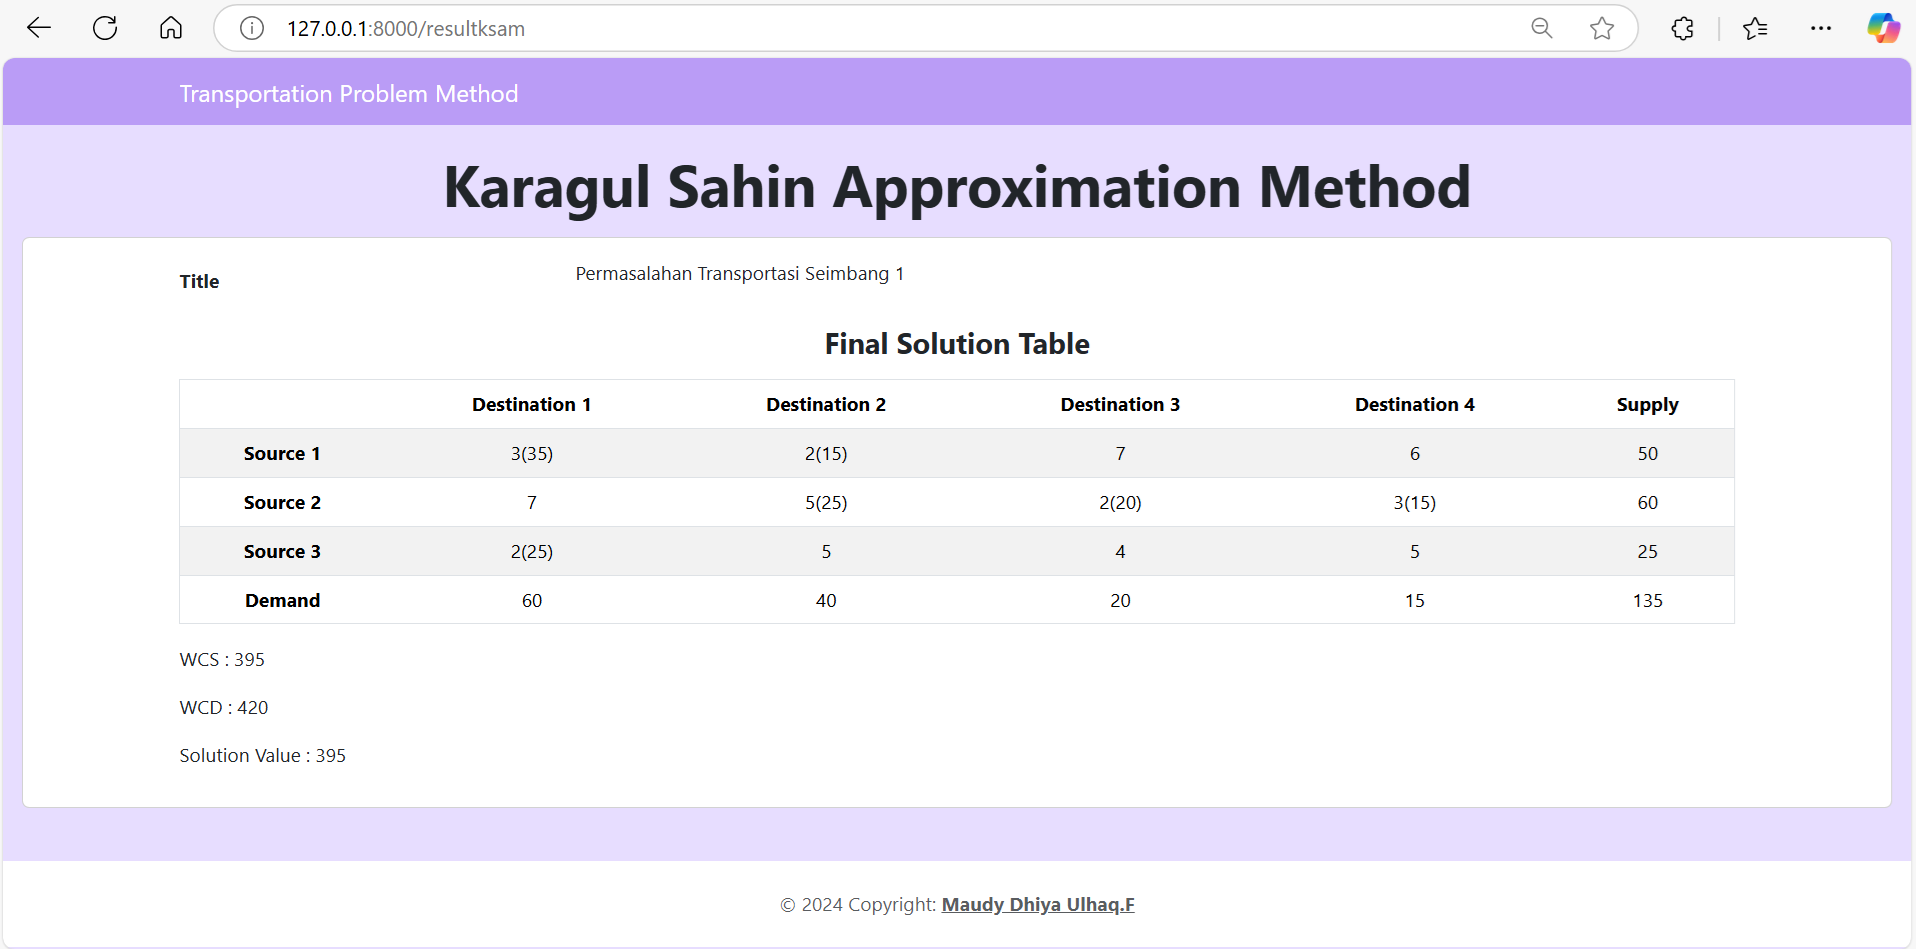 127.0.0.1:8000/resultksam
Transportation Problem Method
Karagul Sahin Approximation Method
Title Permasalahan Transportasi Seimbang 1
Final Solution Table
Destination 1 Destination 2 Destination 3 Destination 4 Supply
Source 1 3(35) 2(15) 7 6 50
Source 2 7 5(25) 2(20) 3(15) 60
Source 3 2(25) 5 4 5 25
Demand 60 40 20 15 135
WCS : 395
WCD : 420
Solution Value : 395
© 2024 Copyright: Maudy Dhiya Ulhaq.F